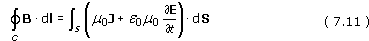 ∮_C B · dl = ∫_S (μ₀J + ε₀μ₀ ∂E/∂t) · dS ( 7.11 )